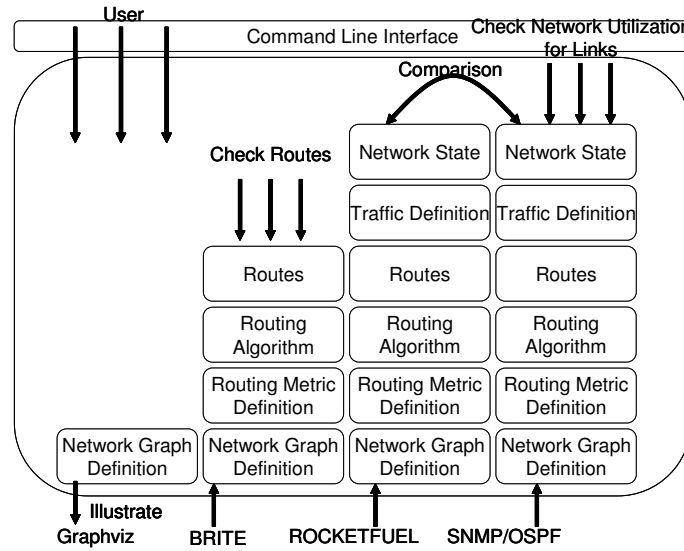 User
Command Line Interface
Check Network Utilization
for Links
Comparison
Check Routes
Network State
Network State
Traffic Definition
Traffic Definition
Routes
Routes
Routes
Routing
Algorithm
Routing
Algorithm
Routing
Algorithm
Routing Metric
Definition
Routing Metric
Definition
Routing Metric
Definition
Network Graph
Definition
Network Graph
Definition
Network Graph
Definition
Network Graph
Definition
Illustrate
Graphviz
BRITE
ROCKETFUEL
SNMP/OSPF